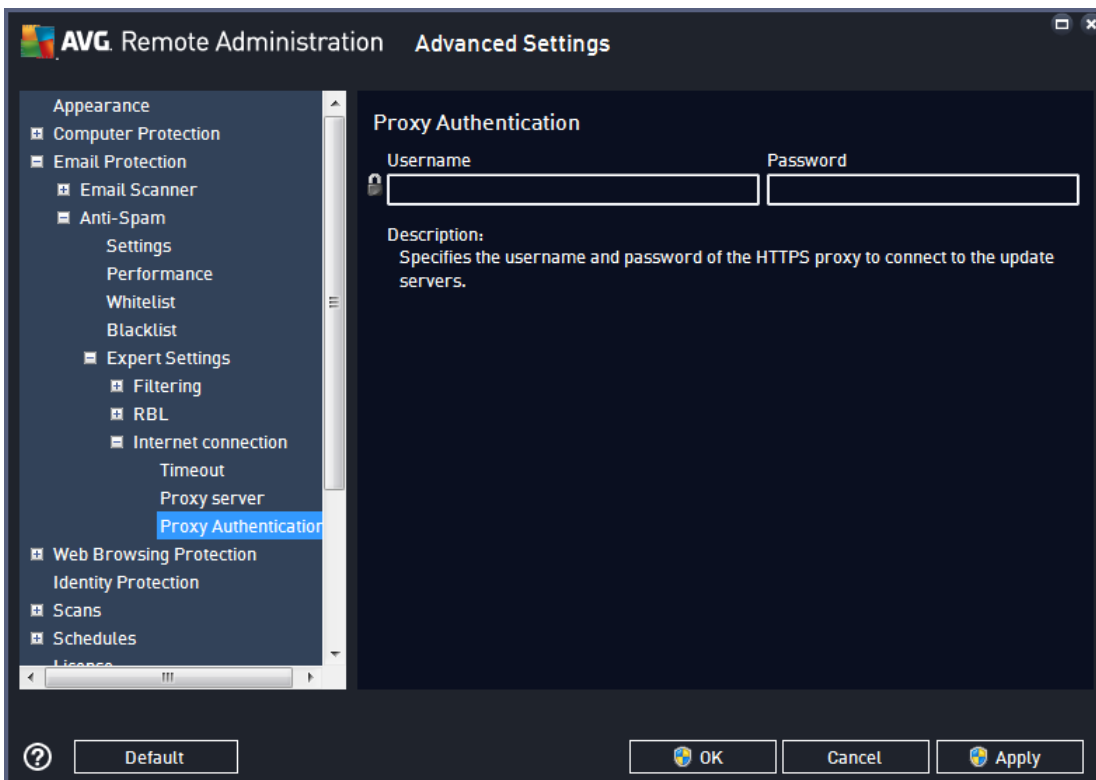 AVG. Remote Administration Advanced Settings
Appearance
Computer Protection
Email Protection
Email Scanner
Anti-Spam
Settings
Performance
Whitelist
Blacklist
Expert Settings
Filtering
RBL
Internet connection
Timeout
Proxy server
Proxy Authentication
Web Browsing Protection
Identity Protection
Scans
Schedules
License
Proxy Authentication
Username Password
Description:
Specifies the username and password of the HTTPS proxy to connect to the update
servers.
? Default OK Cancel Apply